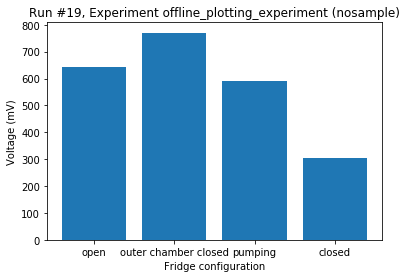 Run #19, Experiment offline_plotting_experiment (nosample)
800
700
600
500
400
300
200
100
0
Voltage (mV)
open outer chamber closed pumping closed
Fridge configuration